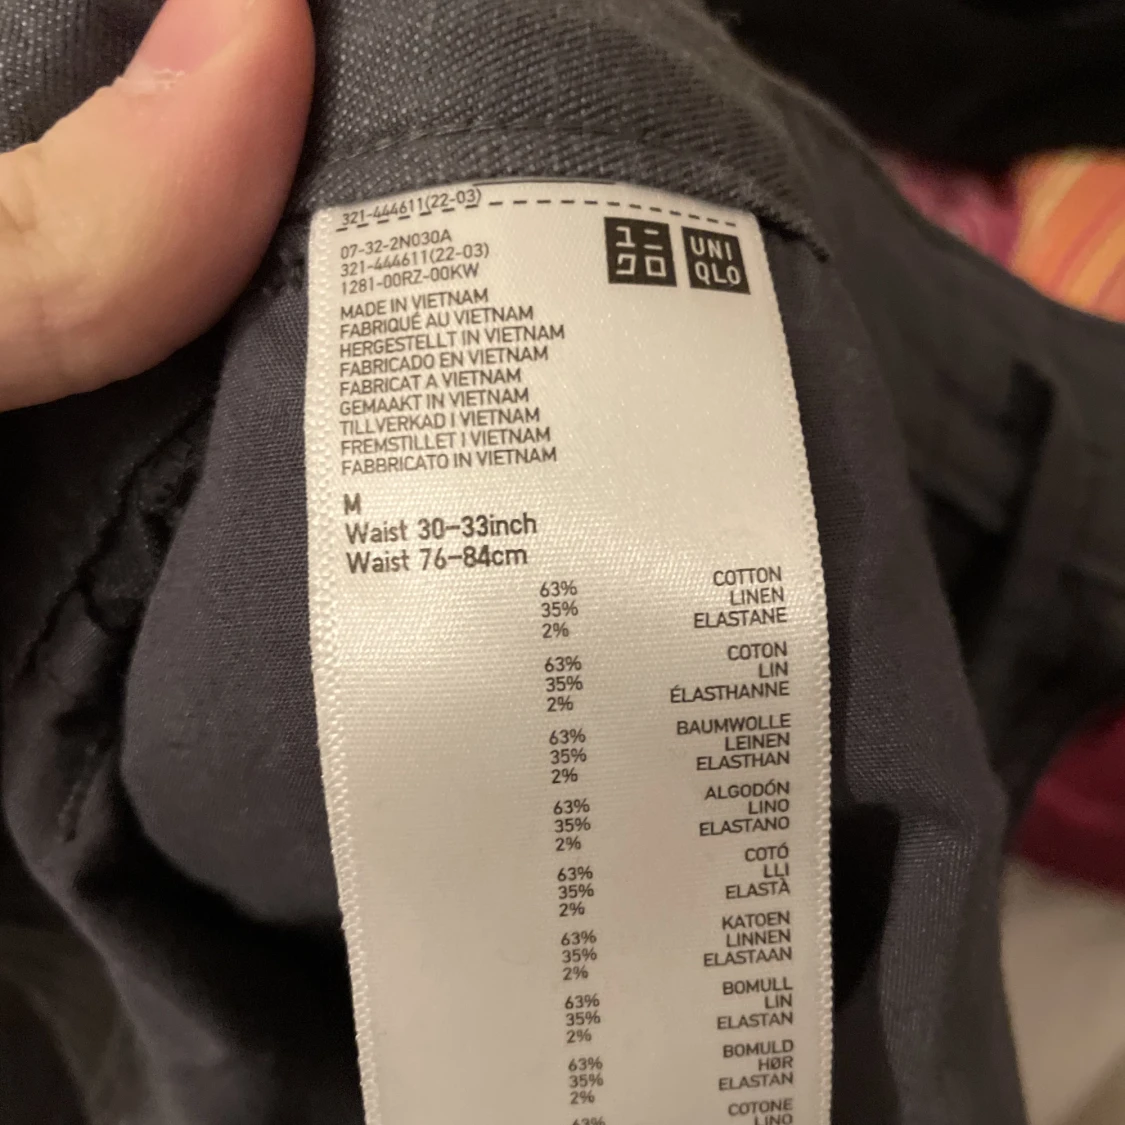 321-444611(22-03)
ユニ
クロ
UNI
QLO
07-32-2N030A
321-444611(22-03)
1281-00RZ-00KW
MADE IN VIETNAM
FABRIQUÉ AU VIETNAM
HERGESTELLT IN VIETNAM
FABRICADO EN VIETNAM
FABRICAT A VIETNAM
GEMAAKT IN VIETNAM
TILLVERKAD I VIETNAM
FREMSTILLET I VIETNAM
FABBRICATO IN VIETNAM
M
Waist 30-33inch
Waist 76-84cm
63% COTTON
35% LINEN
2% ELASTANE
63% COTON
35% LIN
2% ÉLASTHANNE
63% BAUMWOLLE
35% LEINEN
2% ELASTHAN
63% ALGODÓN
35% LINO
2% ELASTANO
63% COTÓ
35% LLI
2% ELASTÀ
63% KATOEN
35% LINNEN
2% ELASTAAN
63% BOMULL
35% LIN
2% ELASTAN
63% BOMULD
35% HØR
2% ELASTAN
63% COTONE
LINO